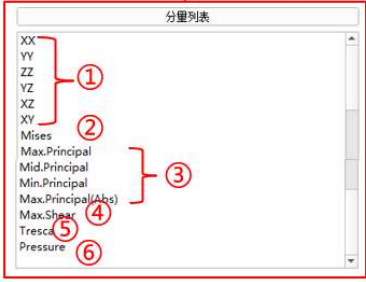 分量列表
XX
YY
ZZ
①
YZ
XZ
XY
②
Mises
Max.Principal
Mid.Principal
③
Min.Principal
Max.Principal(Abs)
Max.Shear ④
Tresca ⑤
Pressure ⑥